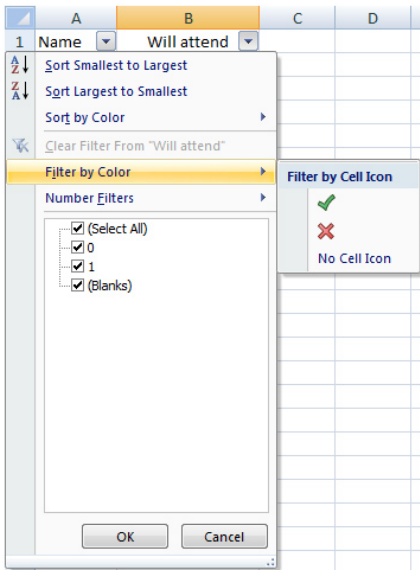 A B C D
1 Name Will attend
Sort Smallest to Largest
Sort Largest to Smallest
Sort by Color
Clear Filter From "Will attend"
Filter by Color
Number Filters
(Select All)
0
1
(Blanks)
OK Cancel
Filter by Cell Icon
No Cell Icon